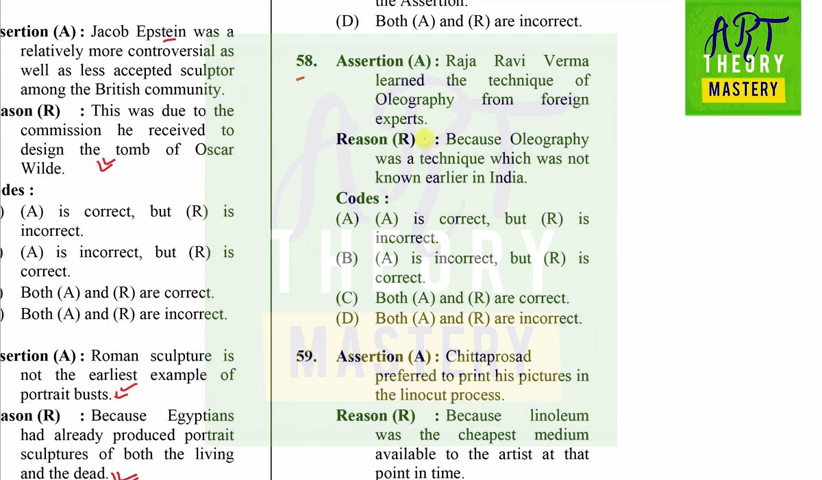 sertion (A) : Jacob Epstein was a
relatively more controversial as
well as less accepted sculptor
among the British community.
ason (R) : This was due to the
commission he received to
design the tomb of Oscar
Wilde.
des :
) (A) is correct, but (R) is
incorrect.
) (A) is incorrect, but (R) is
correct.
) Both (A) and (R) are correct.
) Both (A) and (R) are incorrect.
sertion (A) : Roman sculpture is
not the earliest example of
portrait busts.
ason (R) : Because Egyptians
had already produced portrait
sculptures of both the living
and the dead.
the Assertion.
(D) Both (A) and (R) are incorrect.
58. Assertion (A) : Raja Ravi Verma
learned the technique of
Oleography from foreign
experts.
Reason (R) : Because Oleography
was a technique which was not
known earlier in India.
Codes :
(A) (A) is correct, but (R) is
incorrect.
(B) (A) is incorrect, but (R) is
correct.
(C) Both (A) and (R) are correct.
(D) Both (A) and (R) are incorrect.
59. Assertion (A) : Chittaprosad
preferred to print his pictures in
the linocut process.
Reason (R) : Because linoleum
was the cheapest medium
available to the artist at that
point in time.
ART
THEORY
MASTERY
ART
THEORY
MASTERY